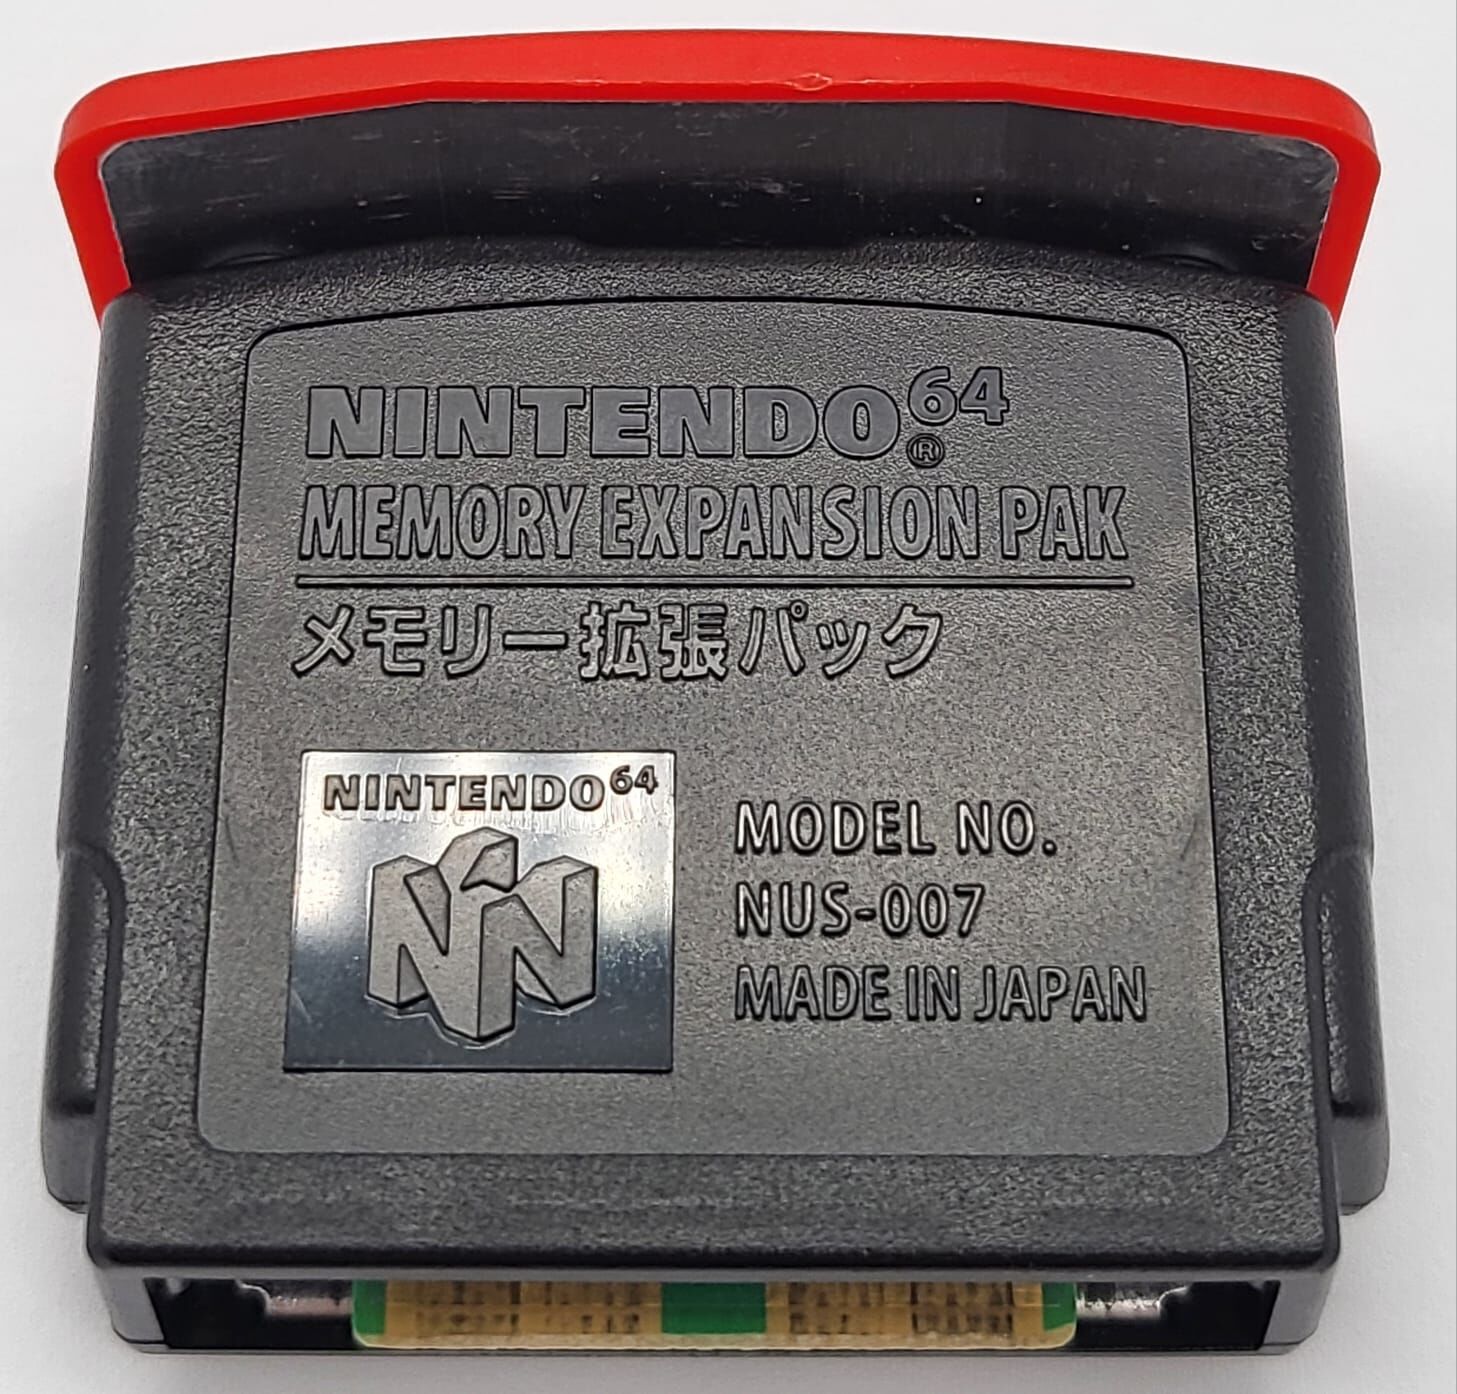 NINTENDO64®
MEMORY EXPANSION PAK
メモリー拡張パック
NINTENDO64
MODEL NO.
NUS-007
MADE IN JAPAN